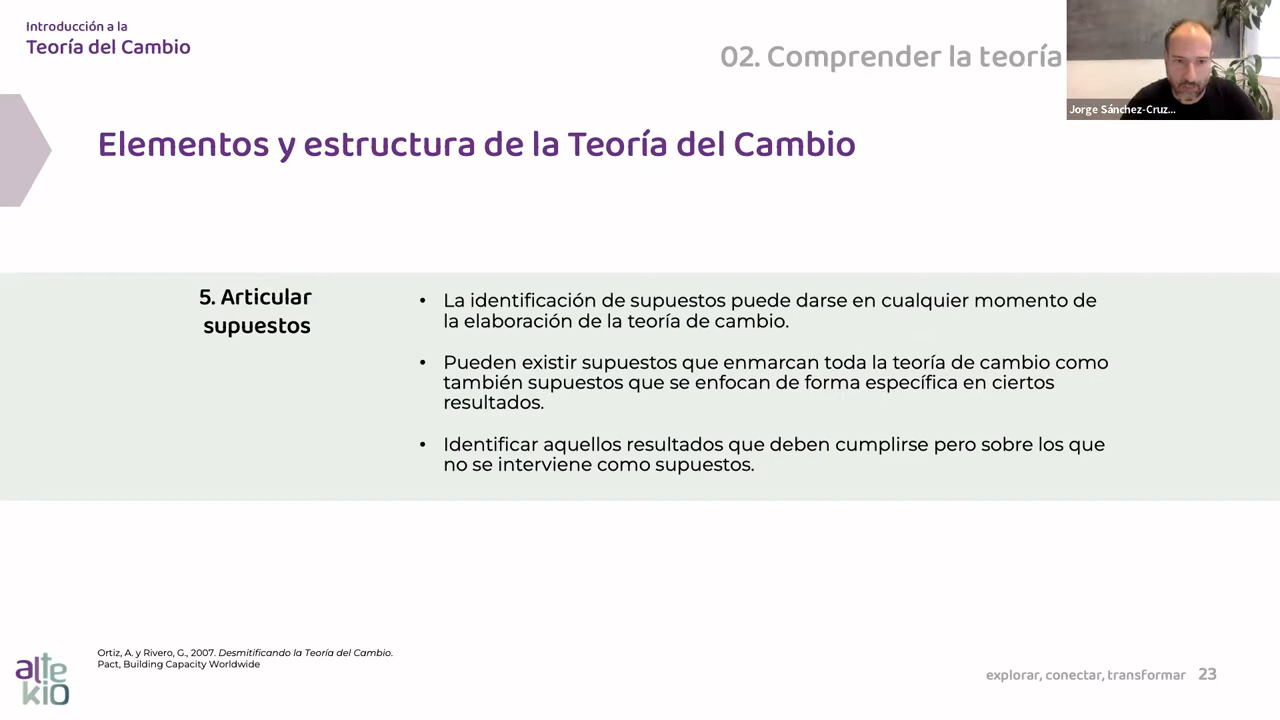 Introducción a la
Teoría del Cambio
02. Comprender la teoría
Jorge Sánchez-Cruz...
Elementos y estructura de la Teoría del Cambio
5. Articular
supuestos
• La identificación de supuestos puede darse en cualquier momento de
la elaboración de la teoría de cambio.
• Pueden existir supuestos que enmarcan toda la teoría de cambio como
también supuestos que se enfocan de forma específica en ciertos
resultados.
• Identificar aquellos resultados que deben cumplirse pero sobre los que
no se interviene como supuestos.
Ortiz, A. y Rivero, G., 2007. Desmitificando la Teoría del Cambio.
Pact, Building Capacity Worldwide
alte
kio
explorar, conectar, transformar 23